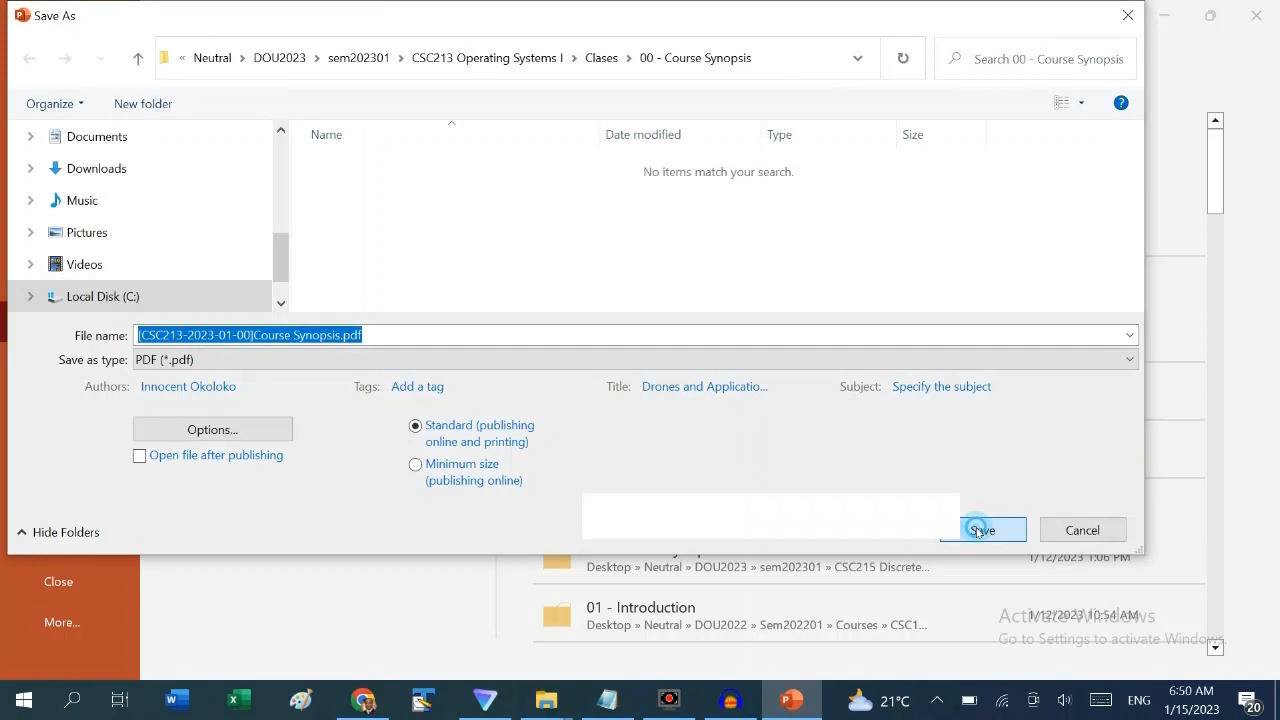 Save As
« Neutral > DOU2023 > sem202301 > CSC213 Operating Systems I > Clases > 00 - Course Synopsis
Search 00 - Course Synopsis
Organize
New folder
Documents
Downloads
Music
Pictures
Videos
Local Disk (C:)
Name
Date modified
Type
Size
No items match your search.
File name:
[CSC213-2023-01-00]Course Synopsis.pdf
Save as type:
PDF (*.pdf)
Authors:
Innocent Okoloko
Tags:
Add a tag
Title:
Drones and Applicatio...
Subject:
Specify the subject
Options...
Open file after publishing
Standard (publishing
online and printing)
Minimum size
(publishing online)
Hide Folders
Save
Cancel
Close
More...
1/12/2023 1:06 PM
Desktop » Neutral » DOU2023 » sem202301 » CSC215 Discrete...
01 - Introduction
1/12/2023 10:54 AM
Desktop » Neutral » DOU2022 » Sem202201 » Courses » CSC1...
Activate Windows
Go to Settings to activate Windows.
21°C
ENG
6:50 AM
1/15/2023
20